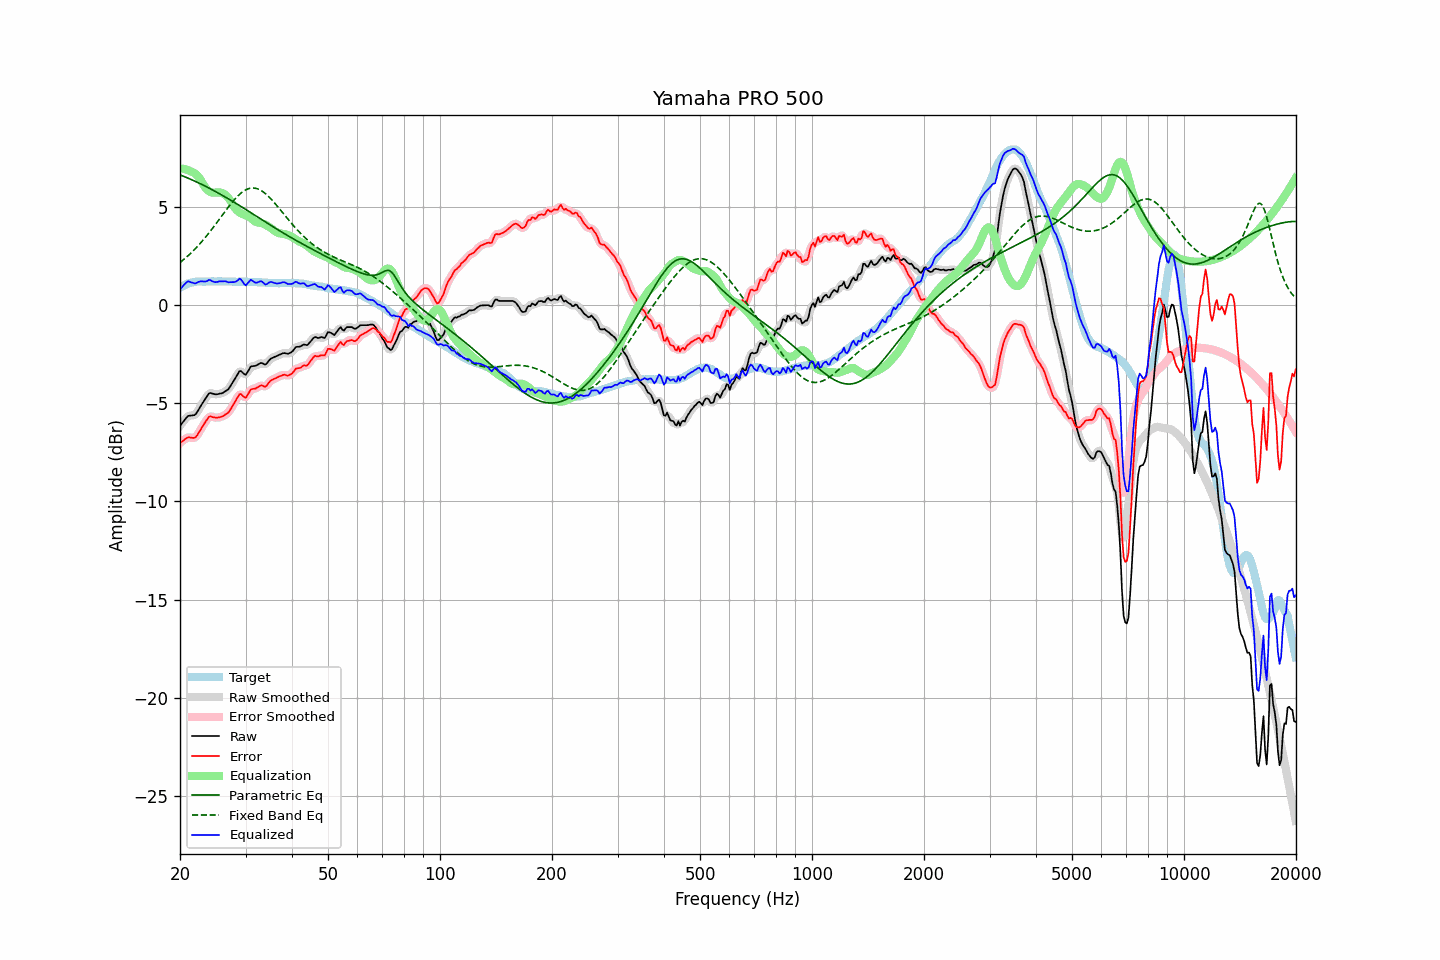 Yamaha PRO 500
Amplitude (dBr)
5
0
−5
−10
−15
−20
−25
Target
Raw Smoothed
Error Smoothed
Raw
Error
Equalization
Parametric Eq
Fixed Band Eq
Equalized
20 50 100 200 500 1000 2000 5000 10000 20000
Frequency (Hz)